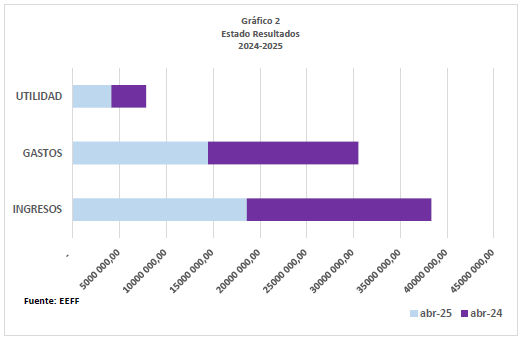 Gráfico 2
Estado Resultados
2024-2025
UTILIDAD
GASTOS
INGRESOS
-
5000 000,00
10000 000,00
15000 000,00
20000 000,00
25000 000,00
30000 000,00
35000 000,00
40000 000,00
45000 000,00
Fuente: EEFF
abr-25 abr-24